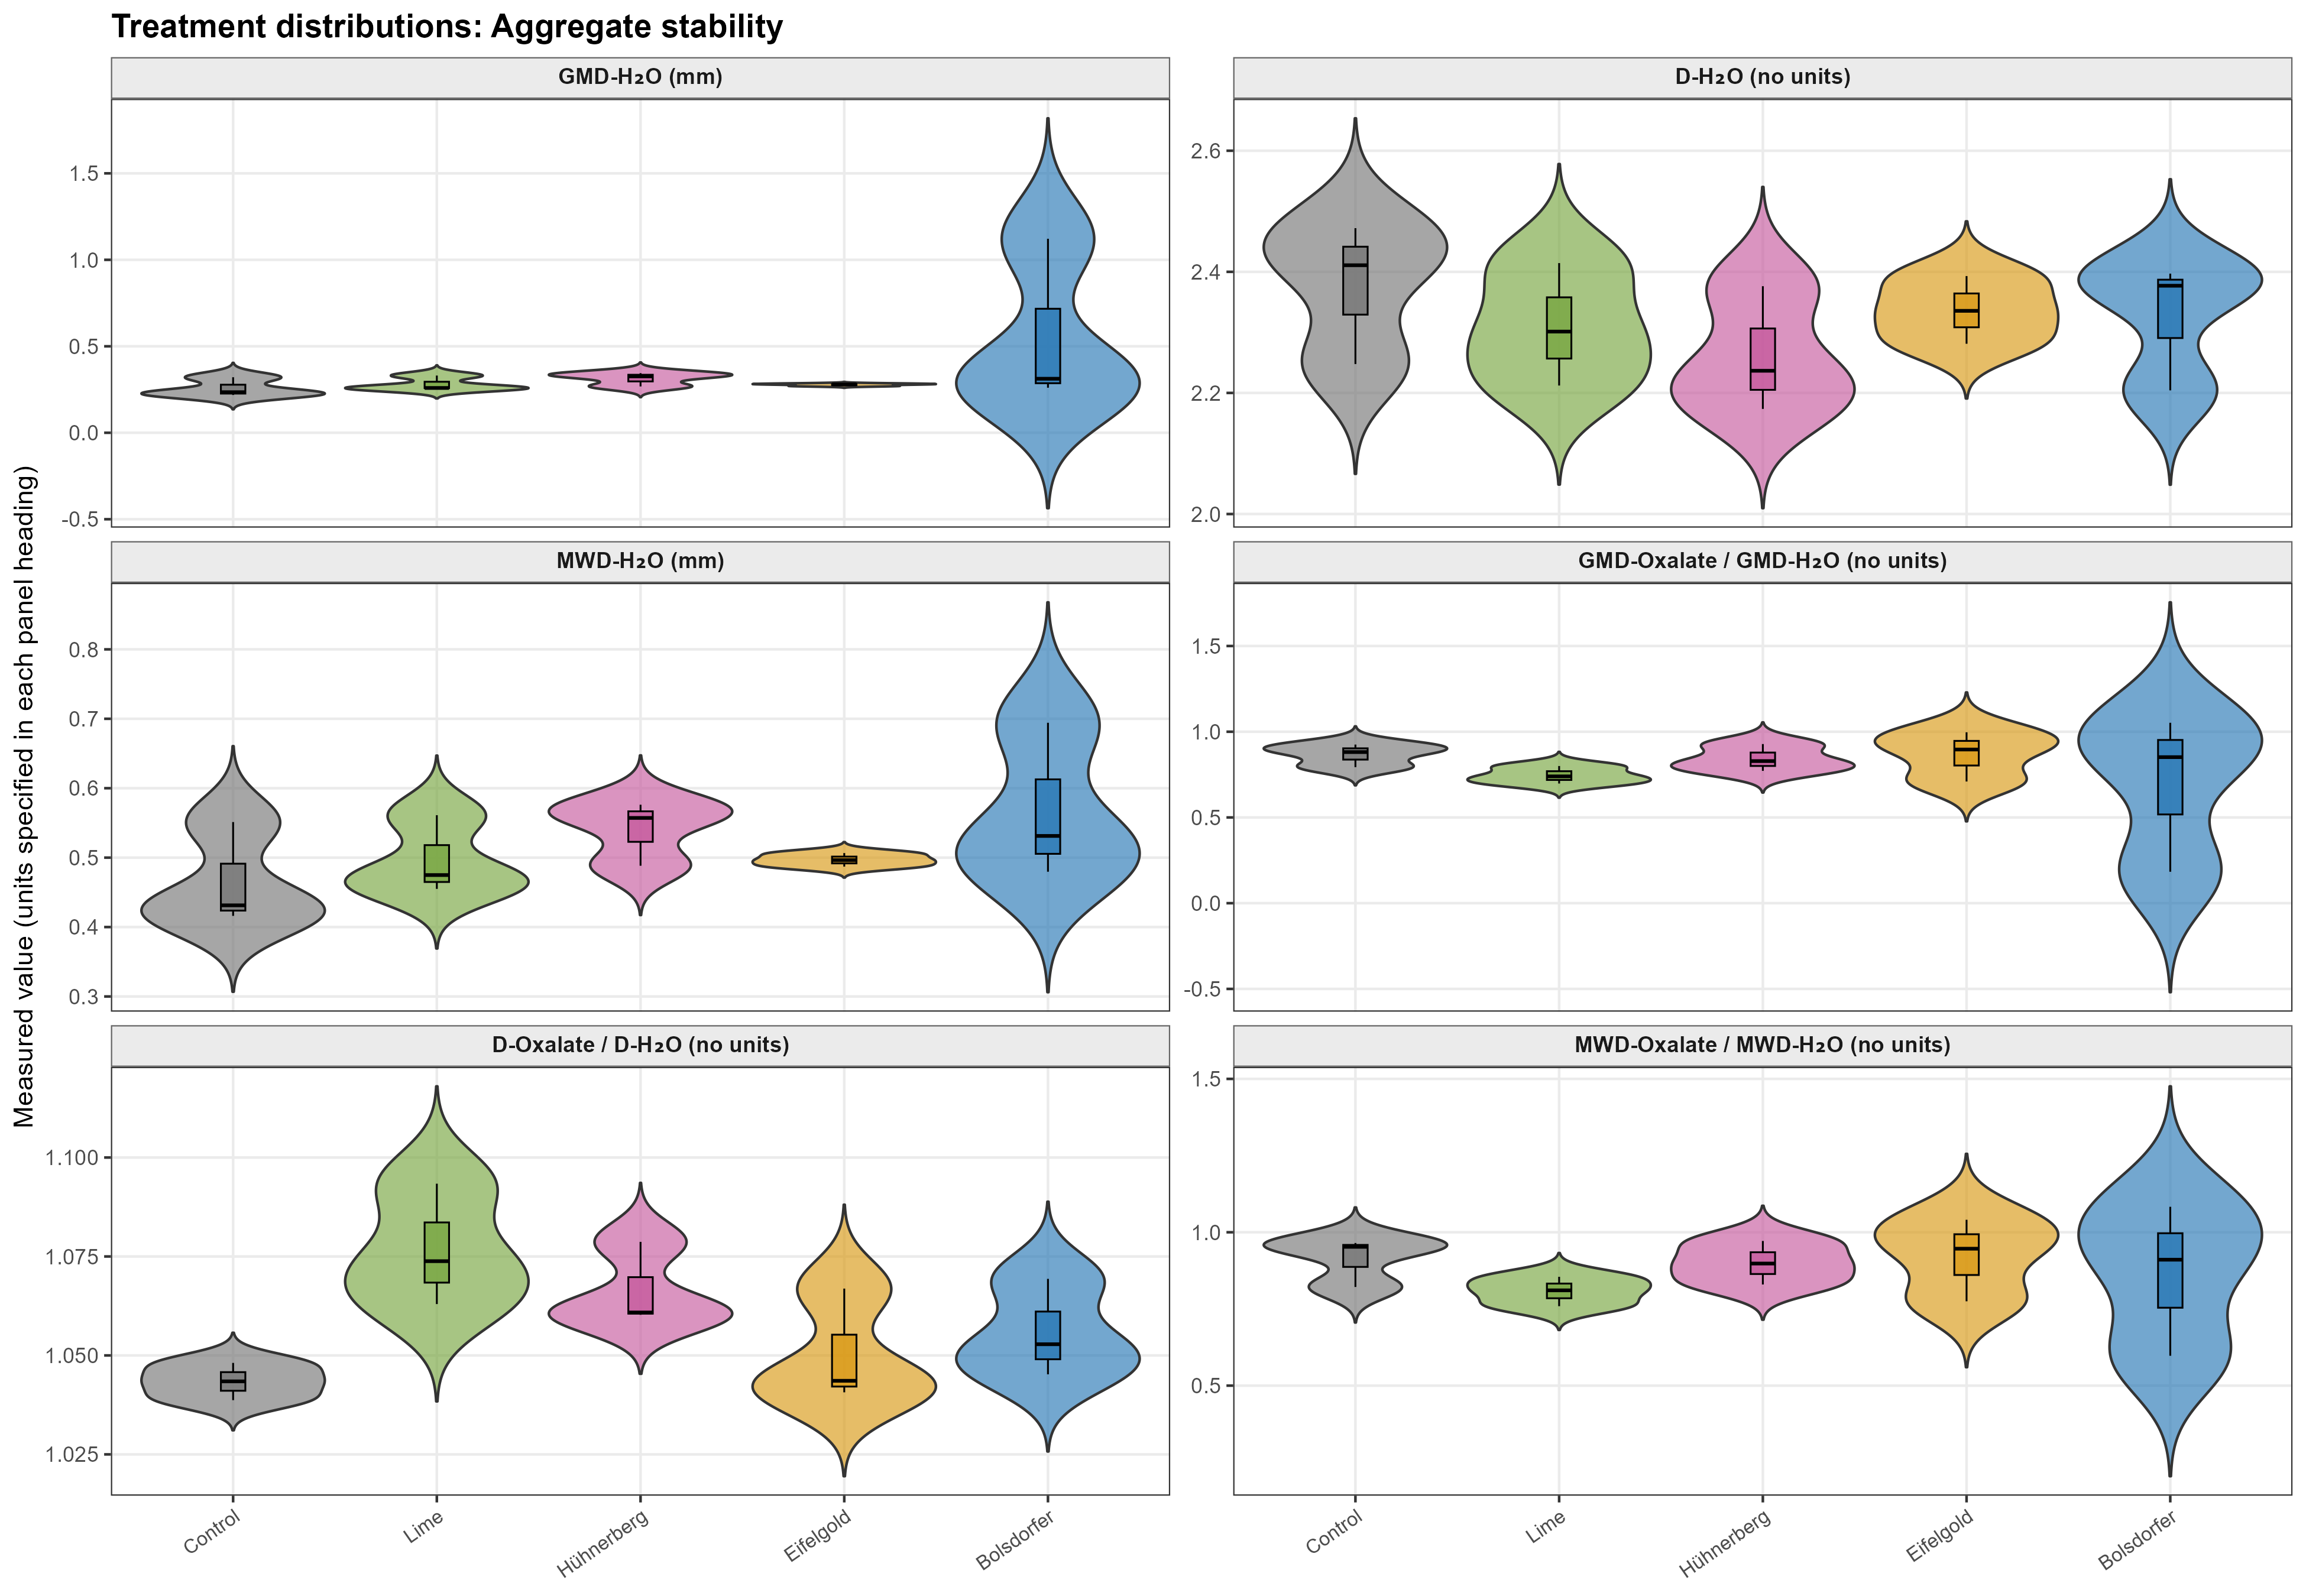 Treatment distributions: Aggregate stability
Measured value (units specified in each panel heading)
GMD-H₂O (mm)
1.5
1.0
0.5
0.0
-0.5
D-H₂O (no units)
2.6
2.4
2.2
2.0
MWD-H₂O (mm)
0.8
0.7
0.6
0.5
0.4
0.3
GMD-Oxalate / GMD-H₂O (no units)
1.5
1.0
0.5
0.0
-0.5
D-Oxalate / D-H₂O (no units)
1.100
1.075
1.050
1.025
Control
Lime
Hühnerberg
Eifelgold
Bolsdorfer
MWD-Oxalate / MWD-H₂O (no units)
1.5
1.0
0.5
Control
Lime
Hühnerberg
Eifelgold
Bolsdorfer